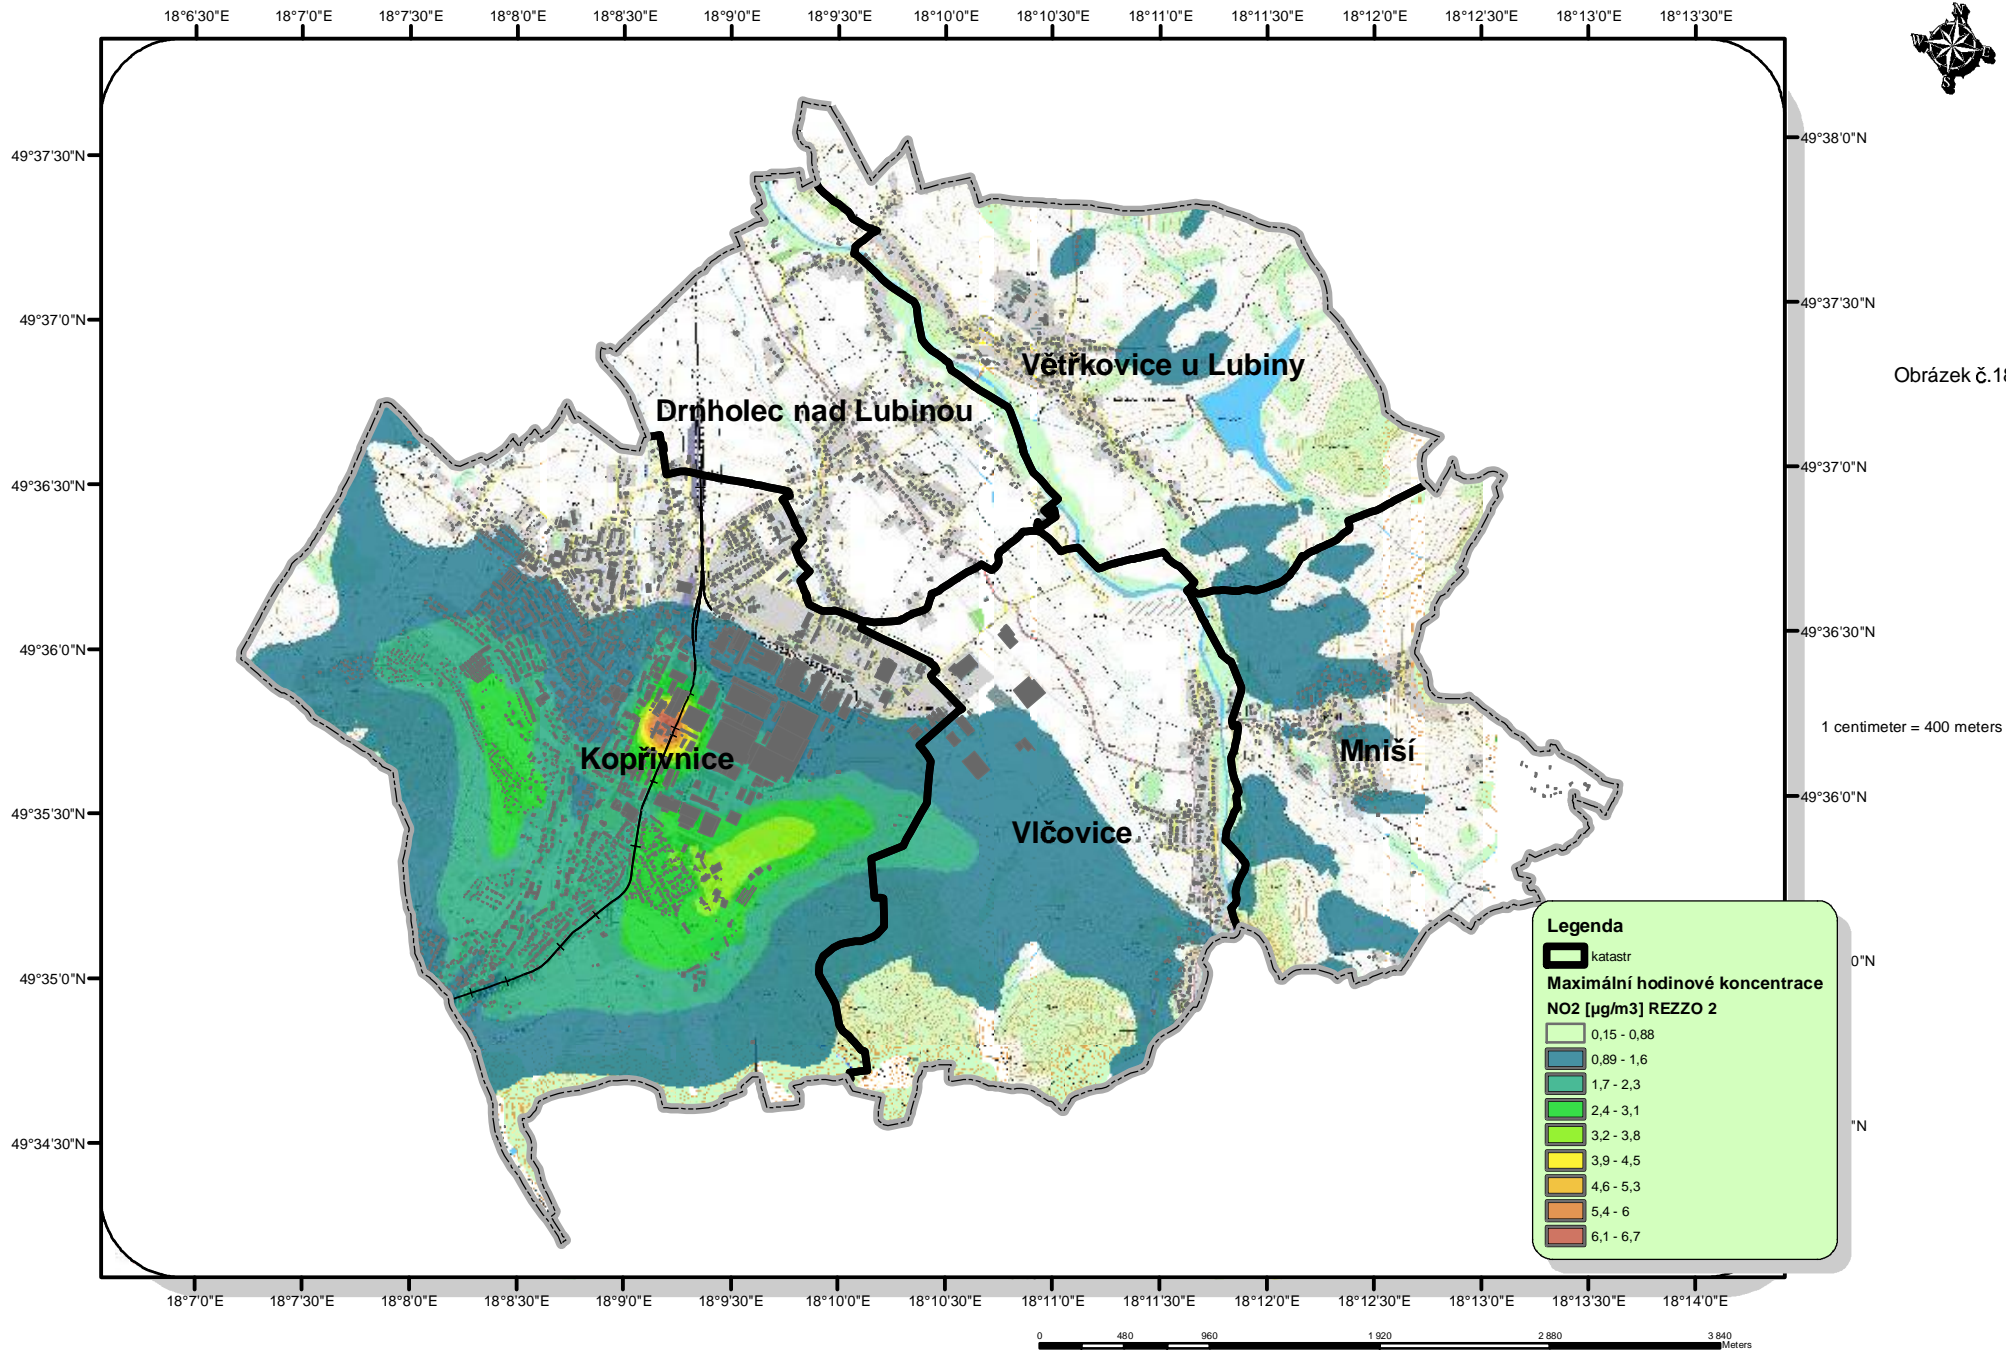 18°6'30"E 18°7'0"E 18°7'30"E 18°8'0"E 18°8'30"E 18°9'0"E 18°9'30"E 18°10'0"E 18°10'30"E 18°11'0"E 18°11'30"E 18°12'0"E 18°12'30"E 18°13'0"E 18°13'30"E
N
W
E
S
49°38'0"N
49°37'30"N
49°37'30"N
49°37'0"N
Větřkovice u Lubiny
Obrázek č.18
Drnholec nad Lubinou
49°37'0"N
49°36'30"N
49°36'30"N
49°36'0"N
1 centimeter = 400 meters
Mniší
Kopřivnice
49°36'0"N
49°35'30"N
Vlčovice
Legenda
katastr
0"N
49°35'0"N
Maximální hodinové koncentrace
NO2 [µg/m3] REZZO 2
0,15 - 0,88
0,89 - 1,6
1,7 - 2,3
2,4 - 3,1
"N
3,2 - 3,8
49°34'30"N
3,9 - 4,5
4,6 - 5,3
5,4 - 6
6,1 - 6,7
18°7'0"E 18°7'30"E 18°8'0"E 18°8'30"E 18°9'0"E 18°9'30"E 18°10'0"E 18°10'30"E 18°11'0"E 18°11'30"E 18°12'0"E 18°12'30"E 18°13'0"E 18°13'30"E 18°14'0"E
0 480 960 1 920 2 880 3 840
Meters